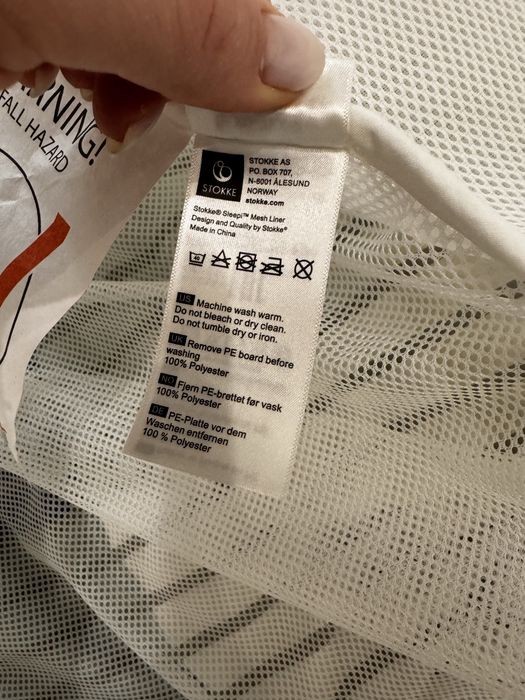 WARNING!
FALL HAZARD
STOKKE
STOKKE AS
PO. BOX 707,
N-6001 ÅLESUND
NORWAY
stokke.com
Stokke® Sleepi™ Mesh Liner
Design and Quality by Stokke®
Made in China
40
US Machine wash warm.
Do not bleach or dry clean.
Do not tumble dry or iron.
UK Remove PE board before
washing
100% Polyester
NO Fjern PE-brettet før vask
100% Polyester
DE PE-Platte vor dem
Waschen entfernen
100 % Polyester